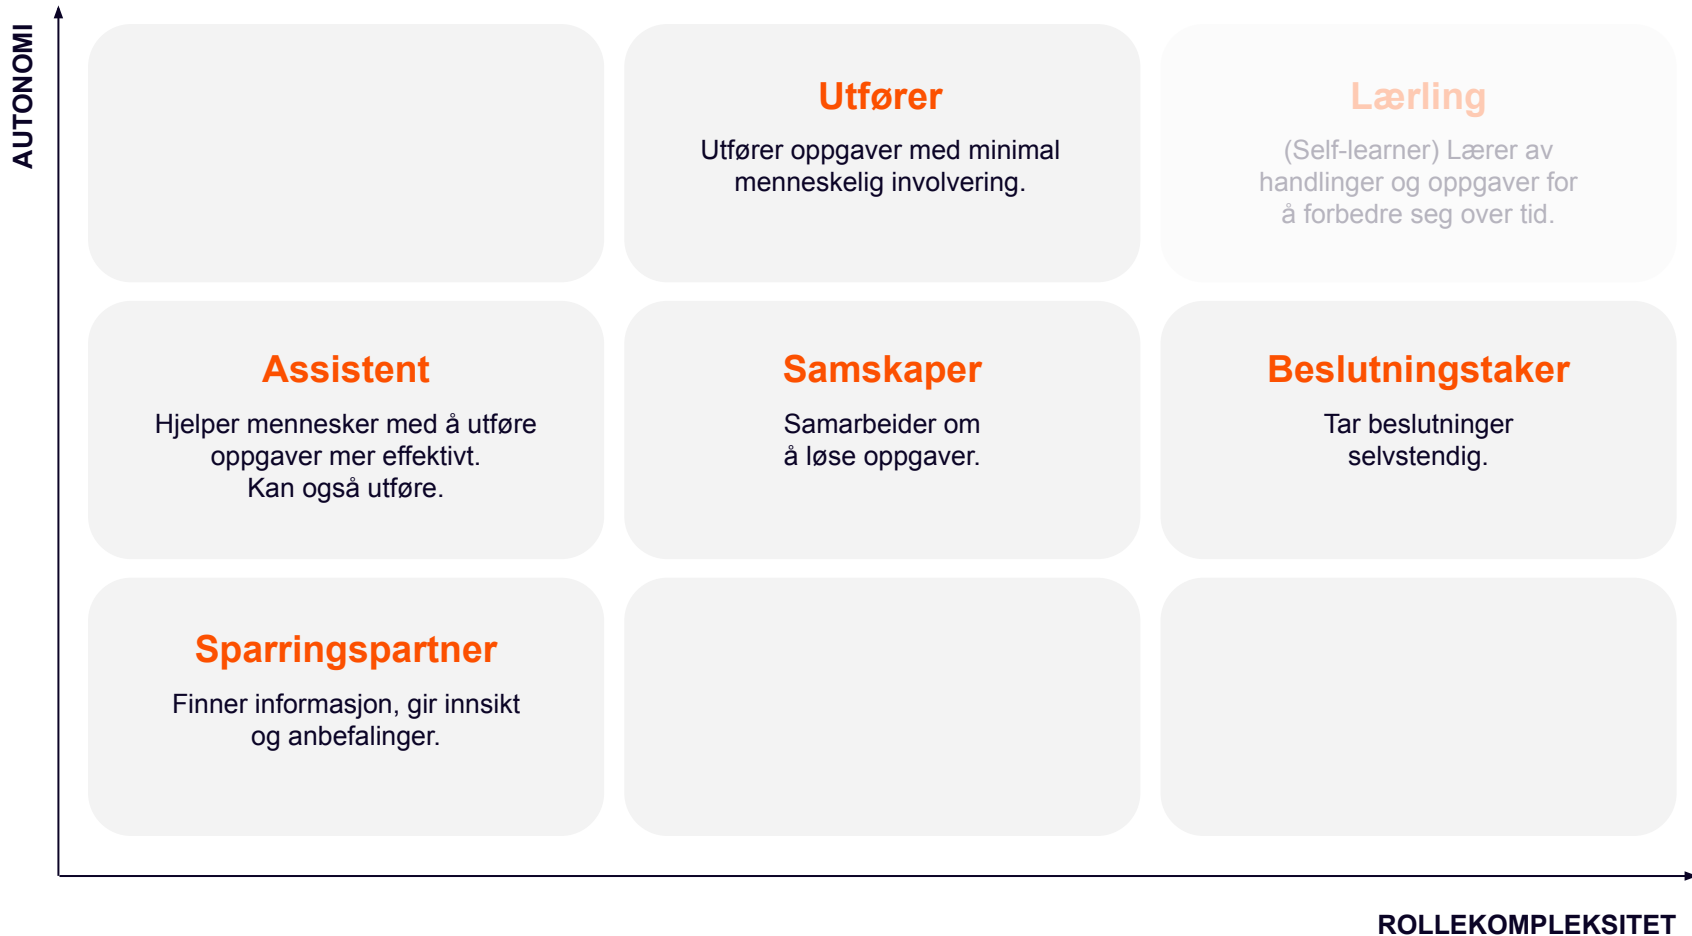 AUTONOMI
Utfører
Utfører oppgaver med minimal
menneskelig involvering.
Lærling
(Self-learner) Lærer av
handlinger og oppgaver for
å forbedre seg over tid.
Assistent
Hjelper mennesker med å utføre
oppgaver mer effektivt.
Kan også utføre.
Samskaper
Samarbeider om
å løse oppgaver.
Beslutningstaker
Tar beslutninger
selvstendig.
Sparringspartner
Finner informasjon, gir innsikt
og anbefalinger.
ROLLEKOMPLEKSITET